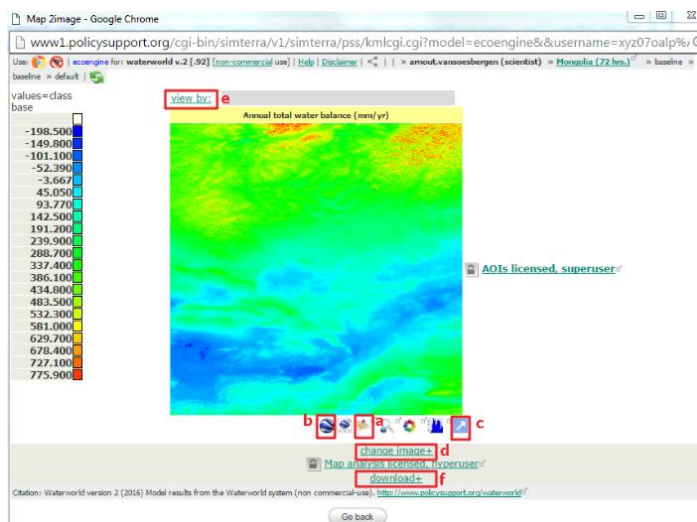 Map 2image - Google Chrome
www1.policysupport.org/cgi-bin/simterra/v1/simterra/pss/kmlcgi.cgi?model=ecoengine&&username=xyz07oalp%
Use: | ecoengine for: waterworld v.2 [.92] [non-commercial use] | Help | Disclaimer | | | » arnout.vansoesbergen (scientist) » Mongolia (72 hrs.) » baseline »
baseline » default |
values=class
base
view by: e
Annual total water balance (mm/yr)
-198.500
-149.800
-101.100
-52.390
-3.667
45.050
93.770
142.500
191.200
239.900
288.700
337.400
386.100
434.800
483.500
532.300
581.000
629.700
678.400
727.100
775.900
AOIs licensed, superuser
b a c
change image+ d
Map analysis licensed, hyperuser
download+ f
Citation: Waterworld version 2 (2016) Model results from the Waterworld system (non commercial-use). http://www.policysupport.org/waterworld
Go back